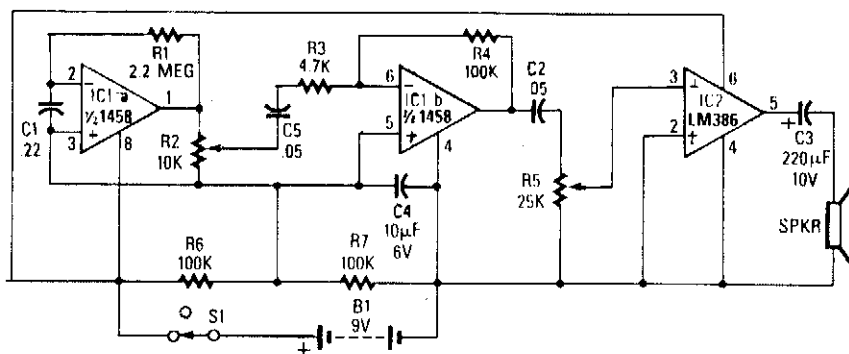 R1
2.2 MEG
2
−
IC1 a
½ 1458
1
+
3
8
C1
.22
R2
10K
R3
4.7K
C5
.05
R4
100K
6
−
IC1 b
½ 1458
5
+
4
C2
.05
C4
10µF
6V
R5
25K
3
6
IC2
LM386
5
2
+
4
+
C3
220µF
10V
SPKR
R6
100K
R7
100K
S1
B1
9V
+